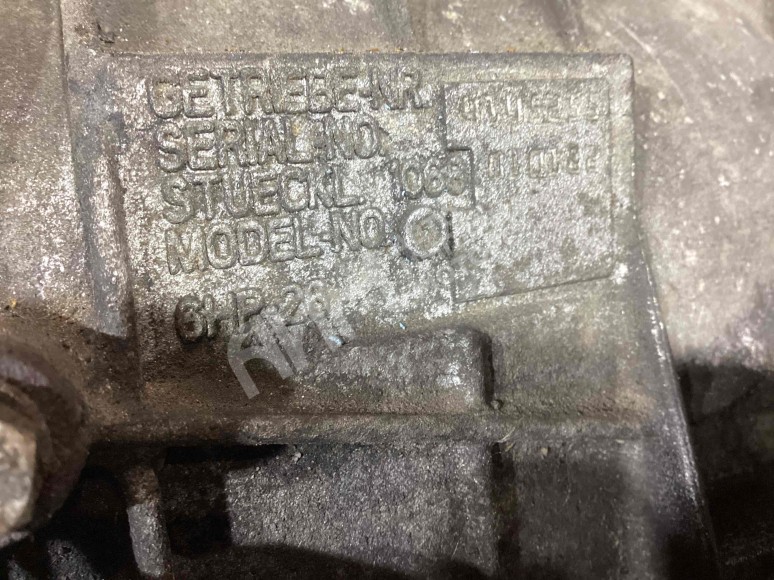 GETRIEBE-NR.
SERIAL-NO.
STUECKL. 1068
MODEL-NO.
6HP-26